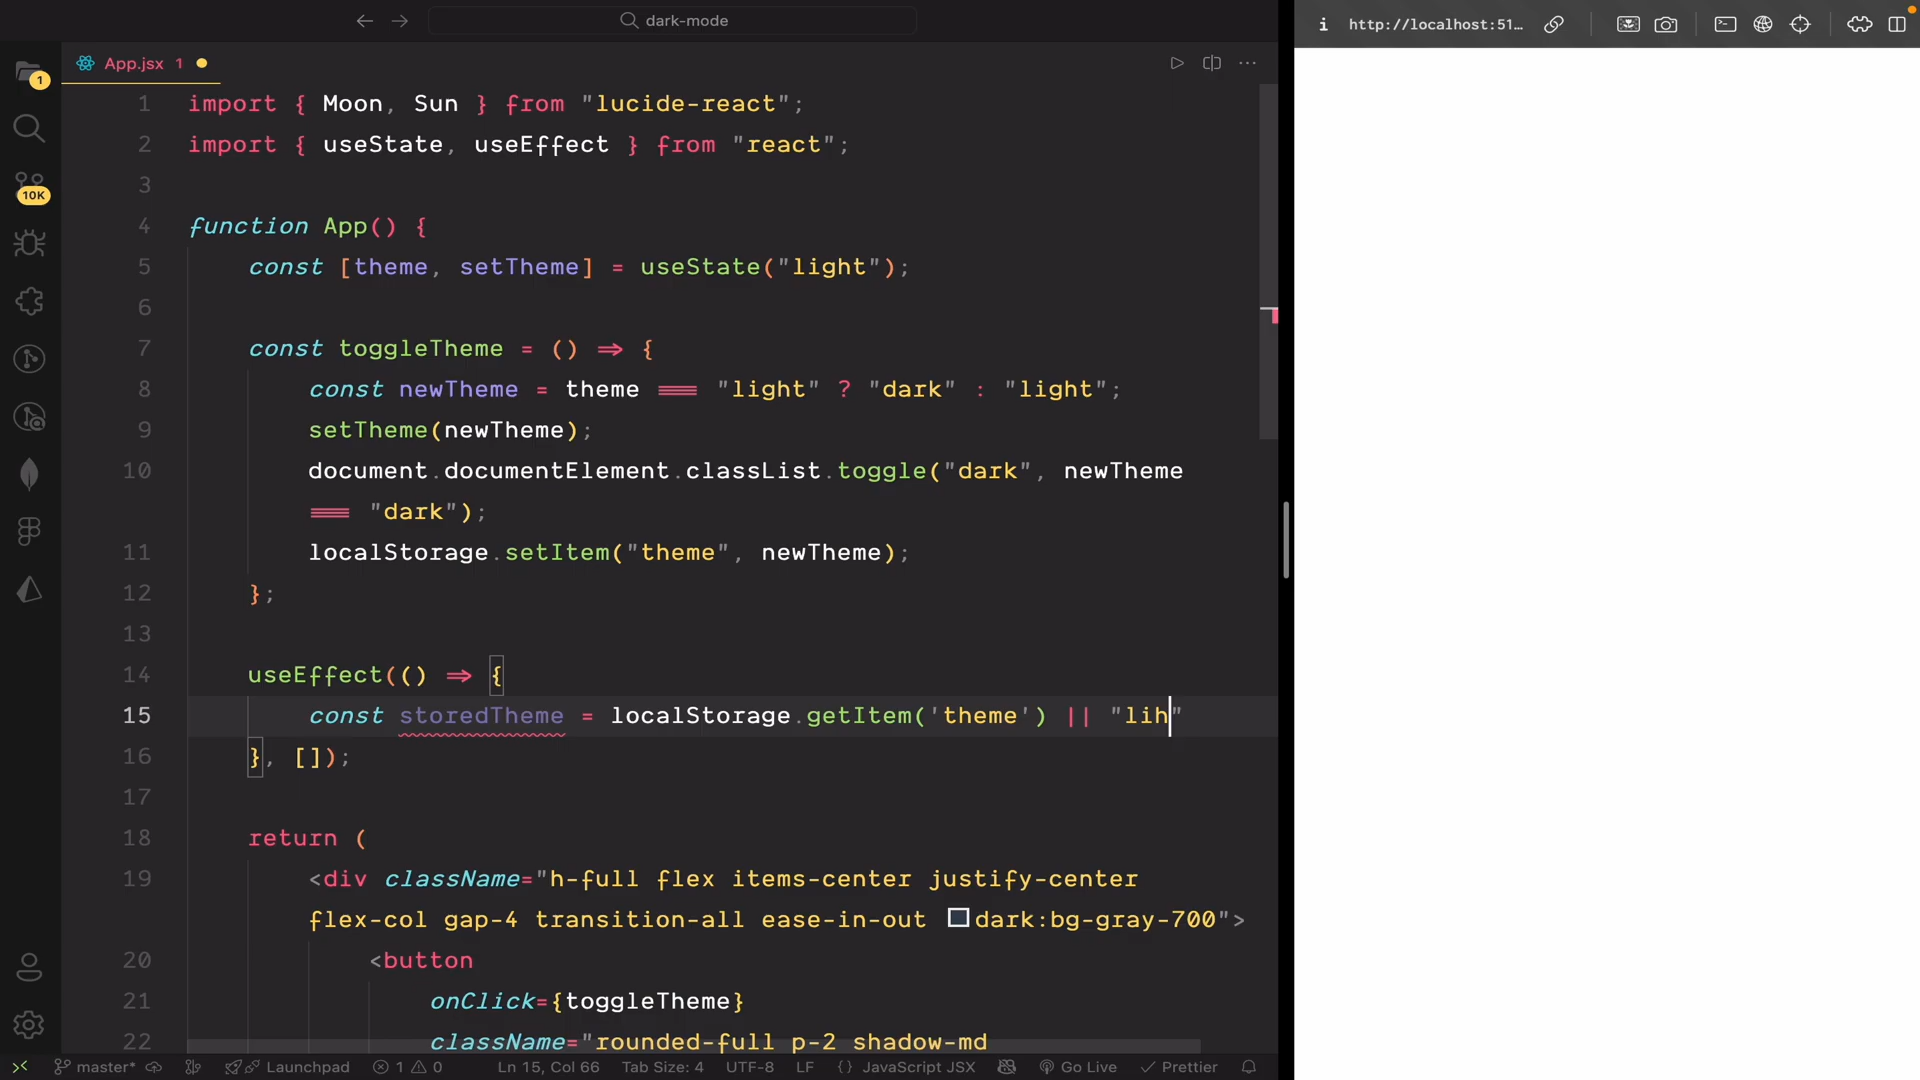 dark-mode
http://localhost:51…
1
App.jsx 1
10K
1 import { Moon, Sun } from "lucide-react";
2 import { useState, useEffect } from "react";
3
4 function App() {
5 const [theme, setTheme] = useState("light");
6
7 const toggleTheme = () => {
8 const newTheme = theme === "light" ? "dark" : "light";
9 setTheme(newTheme);
10 document.documentElement.classList.toggle("dark", newTheme
=== "dark");
11 localStorage.setItem("theme", newTheme);
12 };
13
14 useEffect(() => {
15 const storedTheme = localStorage.getItem('theme') || "lih"
16 }, []);
17
18 return (
19 <div className="h-full flex items-center justify-center
flex-col gap-4 transition-all ease-in-out dark:bg-gray-700">
20 <button
21 onClick={toggleTheme}
22 className="rounded-full p-2 shadow-md
master* Launchpad 1 0 Ln 15, Col 66 Tab Size: 4 UTF-8 LF {} JavaScript JSX Go Live Prettier